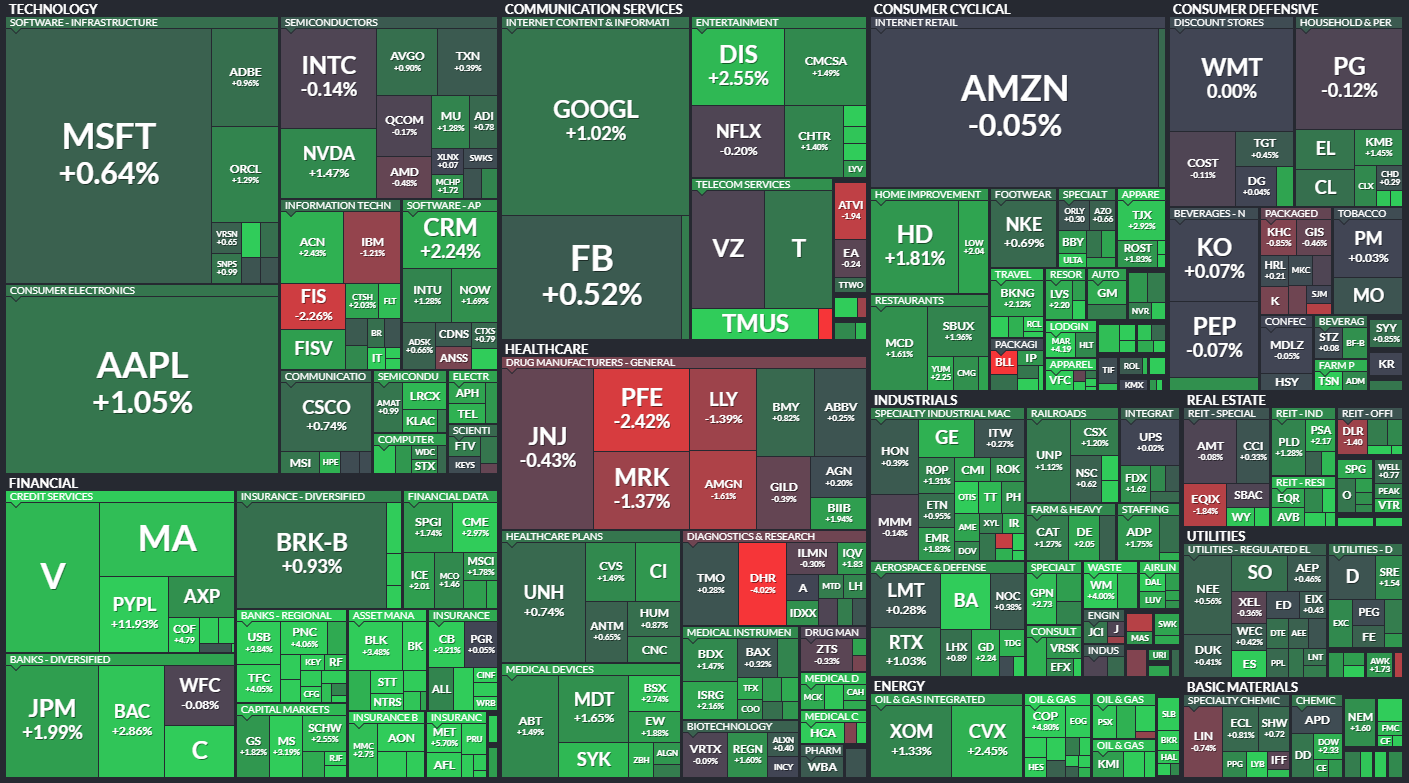 TECHNOLOGY
SOFTWARE - INFRASTRUCTURE
MSFT
+0.64%
ADBE
+0.96%
ORCL
+1.29%
VRSN
+0.65
SNPS
+0.99
SEMICONDUCTORS
INTC
-0.14%
AVGO
+0.90%
TXN
+0.39%
QCOM
-0.17%
MU
+1.28%
ADI
+0.78
NVDA
+1.47%
AMD
-0.48%
XLNX
+0.07
SWKS
MCHP
+1.72
INFORMATION TECHN
ACN
+2.43%
IBM
-1.21%
FIS
-2.26%
CTSH
+2.03%
FLT
FISV
BR
IT
SOFTWARE - AP
CRM
+2.24%
INTU
+1.28%
NOW
+1.69%
ADSK
+0.66%
CDNS
CTXS
+0.79
ANSS
CONSUMER ELECTRONICS
AAPL
+1.05%
COMMUNICATIO
CSCO
+0.74%
MSI
HPE
SEMICONDU
AMAT
+0.99
LRCX
KLAC
ELECTR
APH
TEL
COMPUTER
WDC
STX
SCIENTI
FTV
KEYS
COMMUNICATION SERVICES
INTERNET CONTENT & INFORMATI
GOOGL
+1.02%
FB
+0.52%
ENTERTAINMENT
DIS
+2.55%
CMCSA
+1.49%
NFLX
-0.20%
CHTR
+1.40%
LYV
TELECOM SERVICES
VZ
T
TMUS
ATVI
-1.94
EA
-0.24
TTWO
CONSUMER CYCLICAL
INTERNET RETAIL
AMZN
-0.05%
HOME IMPROVEMENT
HD
+1.81%
LOW
+2.04
FOOTWEAR
NKE
+0.69%
SPECIALT
ORLY
+0.30
AZO
+0.66
BBY
ULTA
APPARE
TJX
+2.92%
ROST
+1.83%
RESTAURANTS
MCD
+1.61%
SBUX
+1.36%
YUM
+2.25
CMG
TRAVEL
BKNG
+2.12%
RCL
RESOR
LVS
+2.20
AUTO
GM
NVR
PACKAGI
BLL
IP
LODGIN
MAR
+4.19
HLT
APPAREL
VFC
TIF
ROL
KMX
CONSUMER DEFENSIVE
DISCOUNT STORES
WMT
0.00%
COST
-0.11%
TGT
+0.45%
DG
+0.04%
HOUSEHOLD & PER
PG
-0.12%
EL
KMB
+1.45%
CL
CLX
CHD
+0.29
BEVERAGES - N
KO
+0.07%
PEP
-0.07%
PACKAGED
KHC
-0.85%
GIS
-0.46%
HRL
+0.21
MKC
K
SJM
TOBACCO
PM
+0.03%
MO
CONFEC
MDLZ
-0.05%
HSY
BEVERAG
STZ
+0.08
BF-B
FARM P
TSN
ADM
SYY
+0.85%
KR
FINANCIAL
CREDIT SERVICES
V
MA
PYPL
+11.93%
AXP
COF
+4.79
INSURANCE - DIVERSIFIED
BRK-B
+0.93%
FINANCIAL DATA
SPGI
+1.74%
CME
+2.97%
ICE
+2.01
MCO
+1.46
MSCI
+1.78%
BANKS - DIVERSIFIED
JPM
+1.99%
BAC
+2.86%
WFC
-0.08%
C
BANKS - REGIONAL
USB
+3.84%
PNC
+4.06%
TFC
+4.05%
KEY
RF
CFG
ASSET MANA
BLK
+3.48%
BK
STT
NTRS
INSURANCE
CB
+3.21%
PGR
+0.05%
ALL
CINF
WRB
CAPITAL MARKETS
GS
+1.82%
MS
+3.19%
SCHW
+2.55%
RJF
INSURANCE B
MMC
+2.73
AON
INSURANC
MET
+5.70%
PRU
AFL
HEALTHCARE
DRUG MANUFACTURERS - GENERAL
JNJ
-0.43%
PFE
-2.42%
LLY
-1.39%
BMY
+0.82%
ABBV
+0.25%
MRK
-1.37%
AMGN
-1.61%
GILD
-0.39%
AGN
+0.20%
BIIB
+1.94%
HEALTHCARE PLANS
UNH
+0.74%
CVS
+1.49%
CI
ANTM
+0.65%
HUM
+0.87%
CNC
DIAGNOSTICS & RESEARCH
TMO
+0.28%
DHR
-4.02%
ILMN
-0.30%
IQV
+1.83
A
MTD
LH
IDXX
MEDICAL DEVICES
ABT
+1.49%
MDT
+1.65%
BSX
+2.74%
EW
+1.88%
SYK
ZBH
ALGN
MEDICAL INSTRUMEN
BDX
+1.47%
BAX
+0.32%
ISRG
+2.16%
TFX
COO
DRUG MAN
ZTS
-0.33%
MEDICAL D
MCK
CAH
BIOTECHNOLOGY
VRTX
-0.09%
REGN
+1.60%
ALXN
+0.40
INCY
MEDICAL C
HCA
PHARM
WBA
INDUSTRIALS
SPECIALTY INDUSTRIAL MAC
HON
+0.39%
GE
ITW
+0.27%
ROP
+1.31%
CMI
ROK
MMM
-0.14%
ETN
+0.95%
OTIS
TT
PH
EMR
+1.83%
AME
XYL
IR
DOV
RAILROADS
UNP
+1.12%
CSX
+1.20%
NSC
+0.62
INTEGRAT
UPS
+0.02%
FDX
+1.62
FARM & HEAVY
CAT
+1.27%
DE
+2.05
STAFFING
ADP
+1.75%
AEROSPACE & DEFENSE
LMT
+0.28%
BA
NOC
+0.38%
RTX
+1.03%
LHX
+0.89
GD
+2.24
TDG
SPECIALT
GPN
+2.73
WASTE
WM
+4.00%
AIRLIN
DAL
LUV
CONSULT
VRSK
EFX
ENGIN
JCI
J
INDUS
MAS
SWK
URI
ENERGY
OIL & GAS INTEGRATED
XOM
+1.33%
CVX
+2.45%
OIL & GAS
COP
+4.80%
EOG
HES
OIL & GAS
PSX
OIL & GAS
KMI
SLB
BKR
HAL
REAL ESTATE
REIT - SPECIAL
AMT
-0.08%
CCI
+0.33%
EQIX
-1.84%
SBAC
WY
REIT - IND
PLD
+1.28%
PSA
+2.17
REIT - RESI
EQR
AVB
REIT - OFFI
DLR
-1.40
SPG
WELL
+0.77
O
PEAK
VTR
UTILITIES
UTILITIES - REGULATED EL
NEE
+0.56%
SO
AEP
+0.46%
XEL
-0.36%
ED
EIX
+0.43
WEC
+0.42%
DTE
AEE
DUK
+0.41%
ES
PPL
LNT
UTILITIES - D
D
SRE
+1.54
EXC
PEG
FE
AWK
+1.73
BASIC MATERIALS
SPECIALTY CHEMIC
LIN
-0.74%
ECL
+0.81%
SHW
+0.72
PPG
LYB
IFF
CHEMIC
APD
DD
DOW
+2.33
CE
NEM
+1.60
FMC
CF